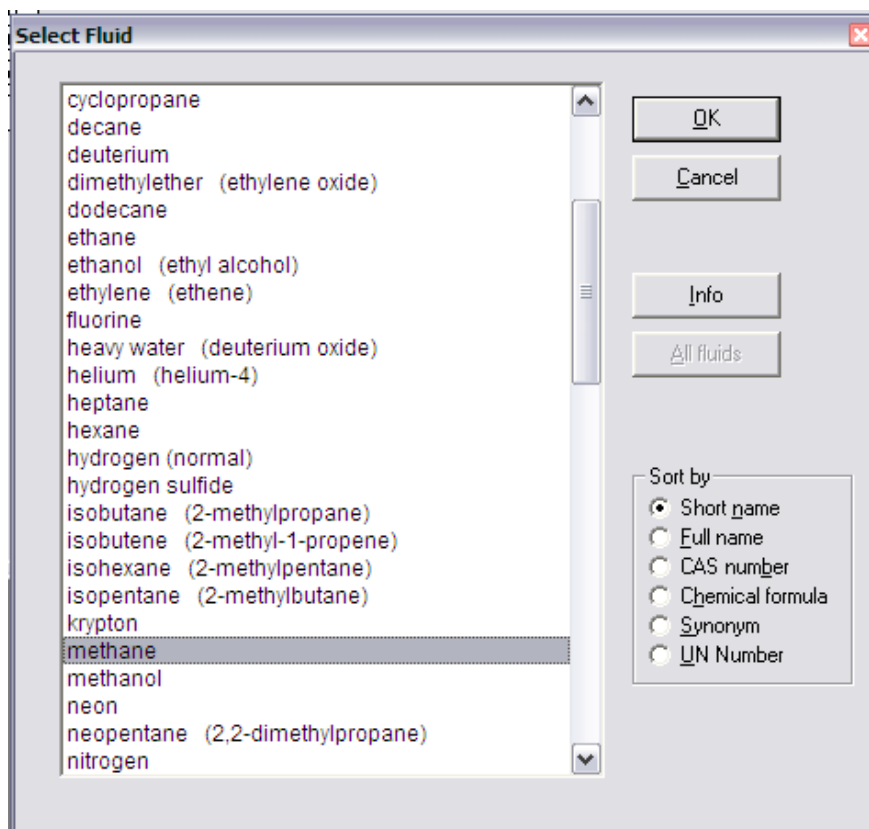 Select Fluid
cyclopropane
decane
deuterium
dimethylether (ethylene oxide)
dodecane
ethane
ethanol (ethyl alcohol)
ethylene (ethene)
fluorine
heavy water (deuterium oxide)
helium (helium-4)
heptane
hexane
hydrogen (normal)
hydrogen sulfide
isobutane (2-methylpropane)
isobutene (2-methyl-1-propene)
isohexane (2-methylpentane)
isopentane (2-methylbutane)
krypton
methane
methanol
neon
neopentane (2,2-dimethylpropane)
nitrogen
OK
Cancel
Info
All fluids
Sort by
Short name
Full name
CAS number
Chemical formula
Synonym
UN Number